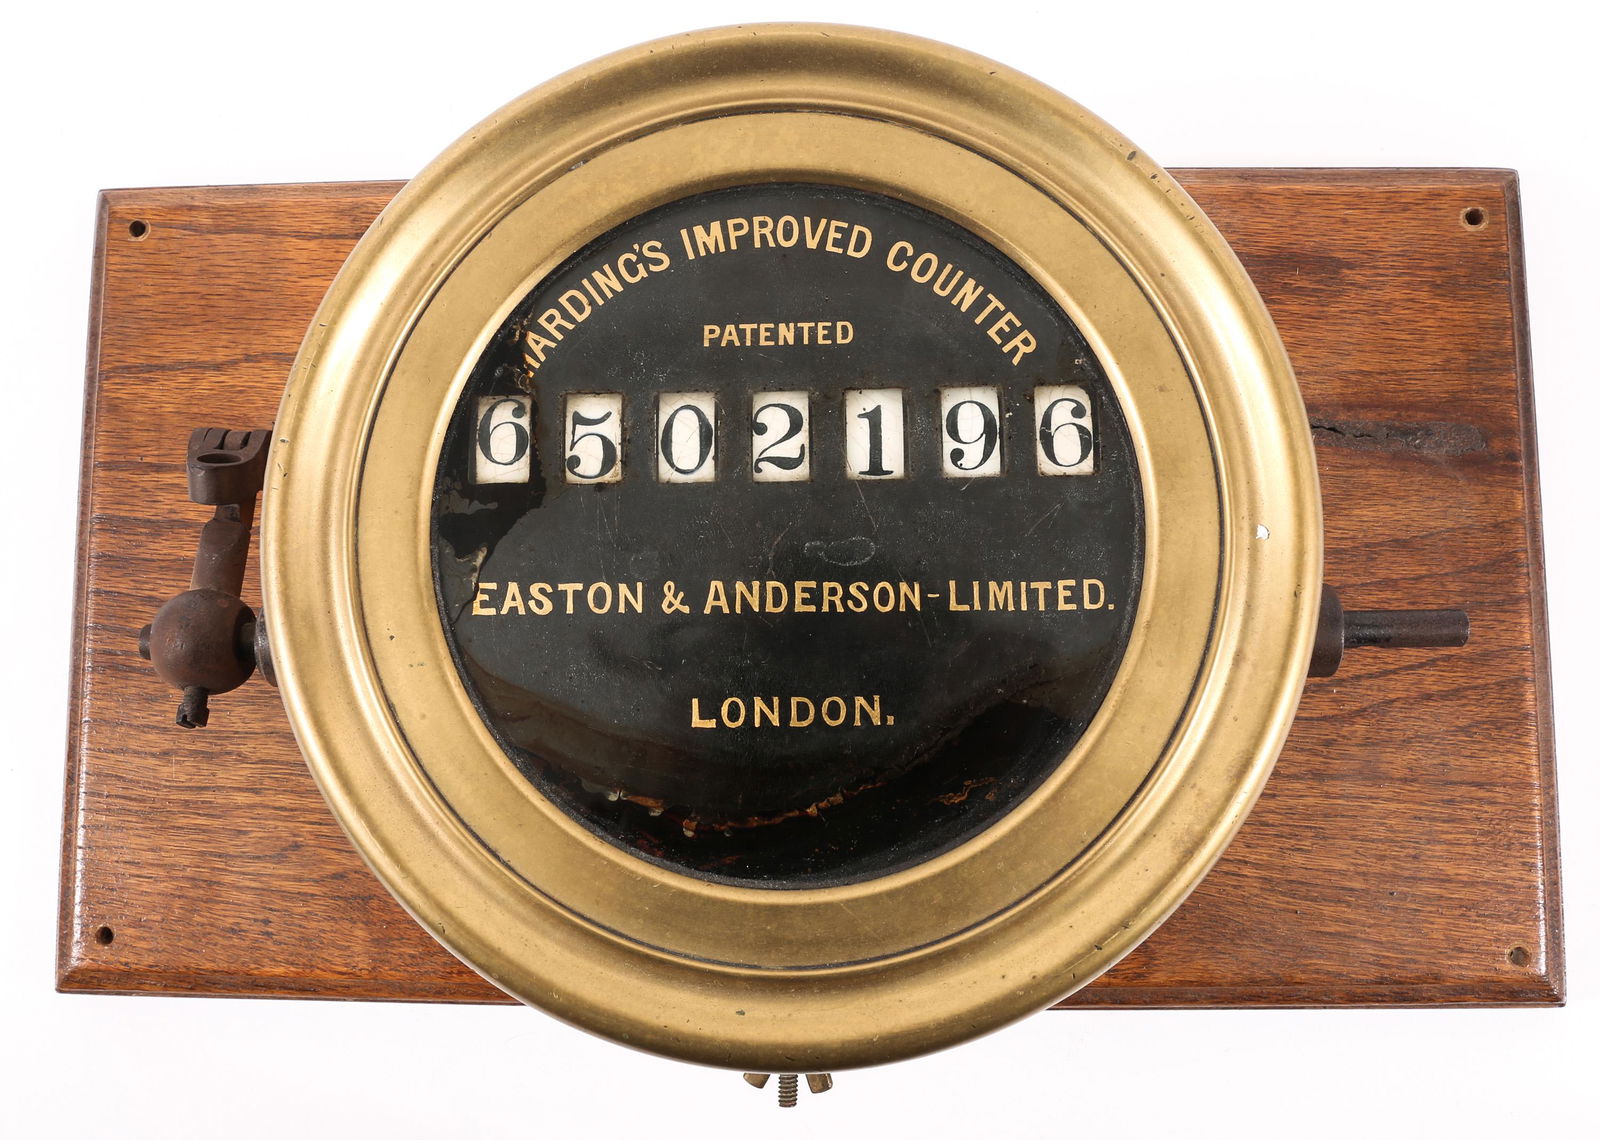 HARDING'S IMPROVED COUNTER
PATENTED
6502196
EASTON & ANDERSON-LIMITED.
LONDON.